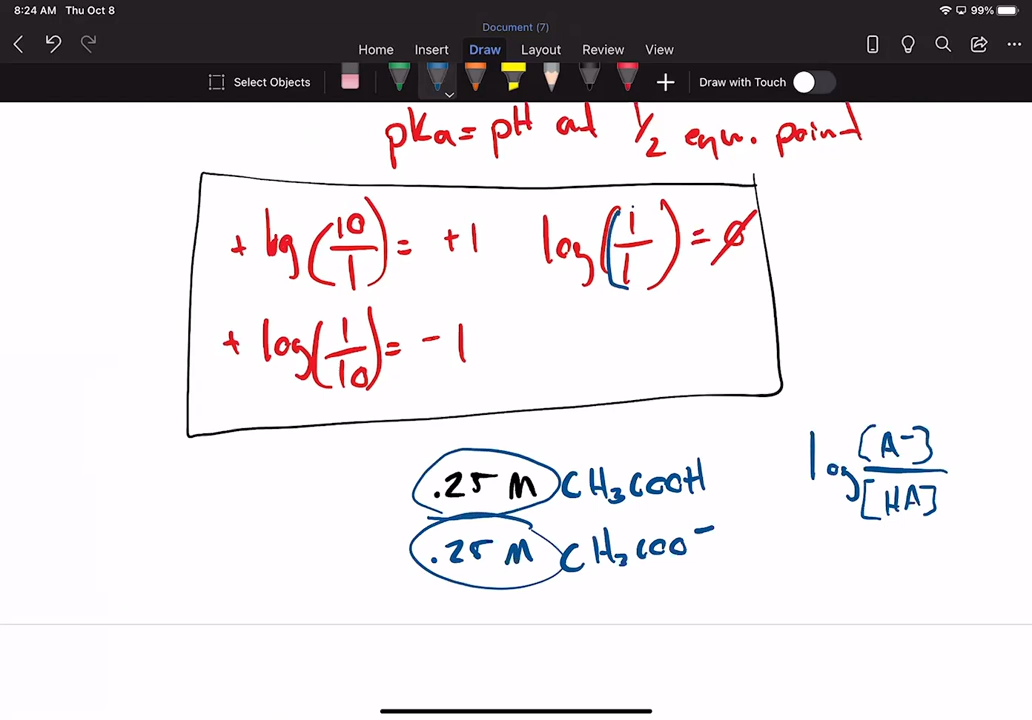 8:24 AM Thu Oct 8 99%
Document (7)
Home Insert Draw Layout Review View
Select Objects Draw with Touch
pKa = pH at 1/2 equiv. point
+ log(10/1) = +1 log(1/1) = 0
+ log(1/10) = -1
.25 M CH3COOH log [A-]/[HA]
.25 M CH3COO-